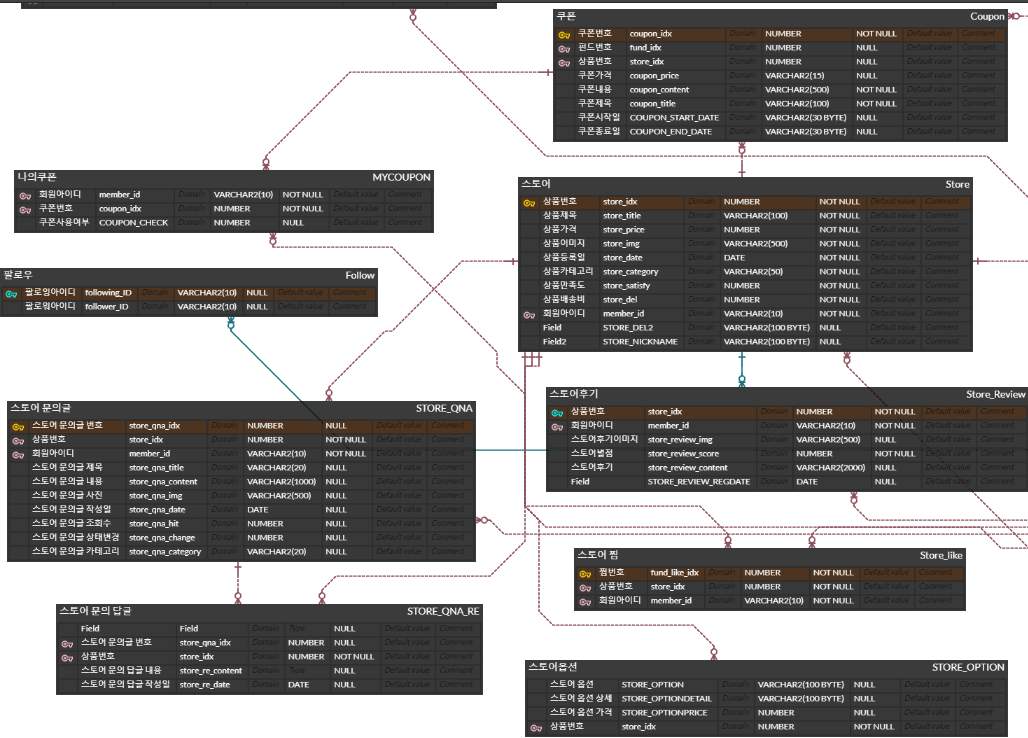 쿠폰 Coupon
쿠폰번호 coupon_idx Domain NUMBER NOT NULL Default value Comment
펀드번호 fund_idx Domain NUMBER NULL Default value Comment
상품번호 store_idx Domain NUMBER NULL Default value Comment
쿠폰가격 coupon_price Domain VARCHAR2(15) NULL Default value Comment
쿠폰내용 coupon_content Domain VARCHAR2(500) NOT NULL Default value Comment
쿠폰제목 coupon_title Domain VARCHAR2(100) NOT NULL Default value Comment
쿠폰시작일 COUPON_START_DATE Domain VARCHAR2(30 BYTE) NULL Default value Comment
쿠폰종료일 COUPON_END_DATE Domain VARCHAR2(30 BYTE) NULL Default value Comment
나의쿠폰 MYCOUPON
회원아이디 member_id Domain VARCHAR2(10) NOT NULL Default value Comment
쿠폰번호 coupon_idx Domain NUMBER NOT NULL Default value Comment
쿠폰사용여부 COUPON_CHECK Domain NUMBER NULL Default value Comment
스토어 Store
상품번호 store_idx Domain NUMBER NOT NULL Default value Comment
상품제목 store_title Domain VARCHAR2(100) NOT NULL Default value Comment
상품가격 store_price Domain NUMBER NOT NULL Default value Comment
상품이미지 store_img Domain VARCHAR2(500) NOT NULL Default value Comment
상품등록일 store_date Domain DATE NOT NULL Default value Comment
상품카테고리 store_category Domain VARCHAR2(50) NOT NULL Default value Comment
상품만족도 store_satisfy Domain NUMBER NOT NULL Default value Comment
상품배송비 store_del Domain NUMBER NOT NULL Default value Comment
회원아이디 member_id Domain VARCHAR2(10) NOT NULL Default value Comment
Field STORE_DEL2 Domain VARCHAR2(100 BYTE) NULL Default value Comment
Field2 STORE_NICKNAME Domain VARCHAR2(100 BYTE) NULL Default value Comment
팔로우 Follow
팔로잉아이디 following_ID Domain VARCHAR2(10) NULL Default value Comment
팔로워아이디 follower_ID Domain VARCHAR2(10) NULL Default value Comment
스토어 문의글 STORE_QNA
스토어 문의글 번호 store_qna_idx Domain NUMBER NULL Default value Comment
상품번호 store_idx Domain NUMBER NOT NULL Default value Comment
회원아이디 member_id Domain VARCHAR2(10) NOT NULL Default value Comment
스토어 문의글 제목 store_qna_title Domain VARCHAR2(20) NULL Default value Comment
스토어 문의글 내용 store_qna_content Domain VARCHAR2(1000) NULL Default value Comment
스토어 문의글 사진 store_qna_img Domain VARCHAR2(500) NULL Default value Comment
스토어 문의글 작성일 store_qna_date Domain DATE NULL Default value Comment
스토어 문의글 조회수 store_qna_hit Domain NUMBER NULL Default value Comment
스토어 문의글 상태변경 store_qna_change Domain NUMBER NULL Default value Comment
스토어 문의글 카테고리 store_qna_category Domain VARCHAR2(20) NULL Default value Comment
스토어후기 Store_Review
상품번호 store_idx Domain NUMBER NOT NULL Default value Comment
회원아이디 member_id Domain VARCHAR2(10) NOT NULL Default value Comment
스토어후기이미지 store_review_img Domain VARCHAR2(500) NULL Default value Comment
스토어별점 store_review_score Domain NUMBER NOT NULL Default value Comment
스토어후기 store_review_content Domain VARCHAR2(2000) NULL Default value Comment
Field STORE_REVIEW_REGDATE Domain DATE NULL Default value Comment
스토어 찜 Store_like
찜번호 fund_like_idx Domain NUMBER NOT NULL Default value Comment
상품번호 store_idx Domain NUMBER NOT NULL Default value Comment
회원아이디 member_id Domain VARCHAR2(10) NOT NULL Default value Comment
스토어 문의 답글 STORE_QNA_RE
Field Field Domain Type NULL Default value Comment
스토어 문의글 번호 store_qna_idx Domain NUMBER NULL Default value Comment
상품번호 store_idx Domain NUMBER NOT NULL Default value Comment
스토어 문의 답글 내용 store_re_content Domain Type NULL Default value Comment
스토어 문의 답글 작성일 store_re_date Domain DATE NULL Default value Comment
스토어옵션 STORE_OPTION
스토어 옵션 STORE_OPTION Domain VARCHAR2(100 BYTE) NULL Default value Comment
스토어 옵션 상세 STORE_OPTIONDETAIL Domain VARCHAR2(100 BYTE) NULL Default value Comment
스토어 옵션 가격 STORE_OPTIONPRICE Domain NUMBER NULL Default value Comment
상품번호 store_idx Domain NUMBER NOT NULL Default value Comment